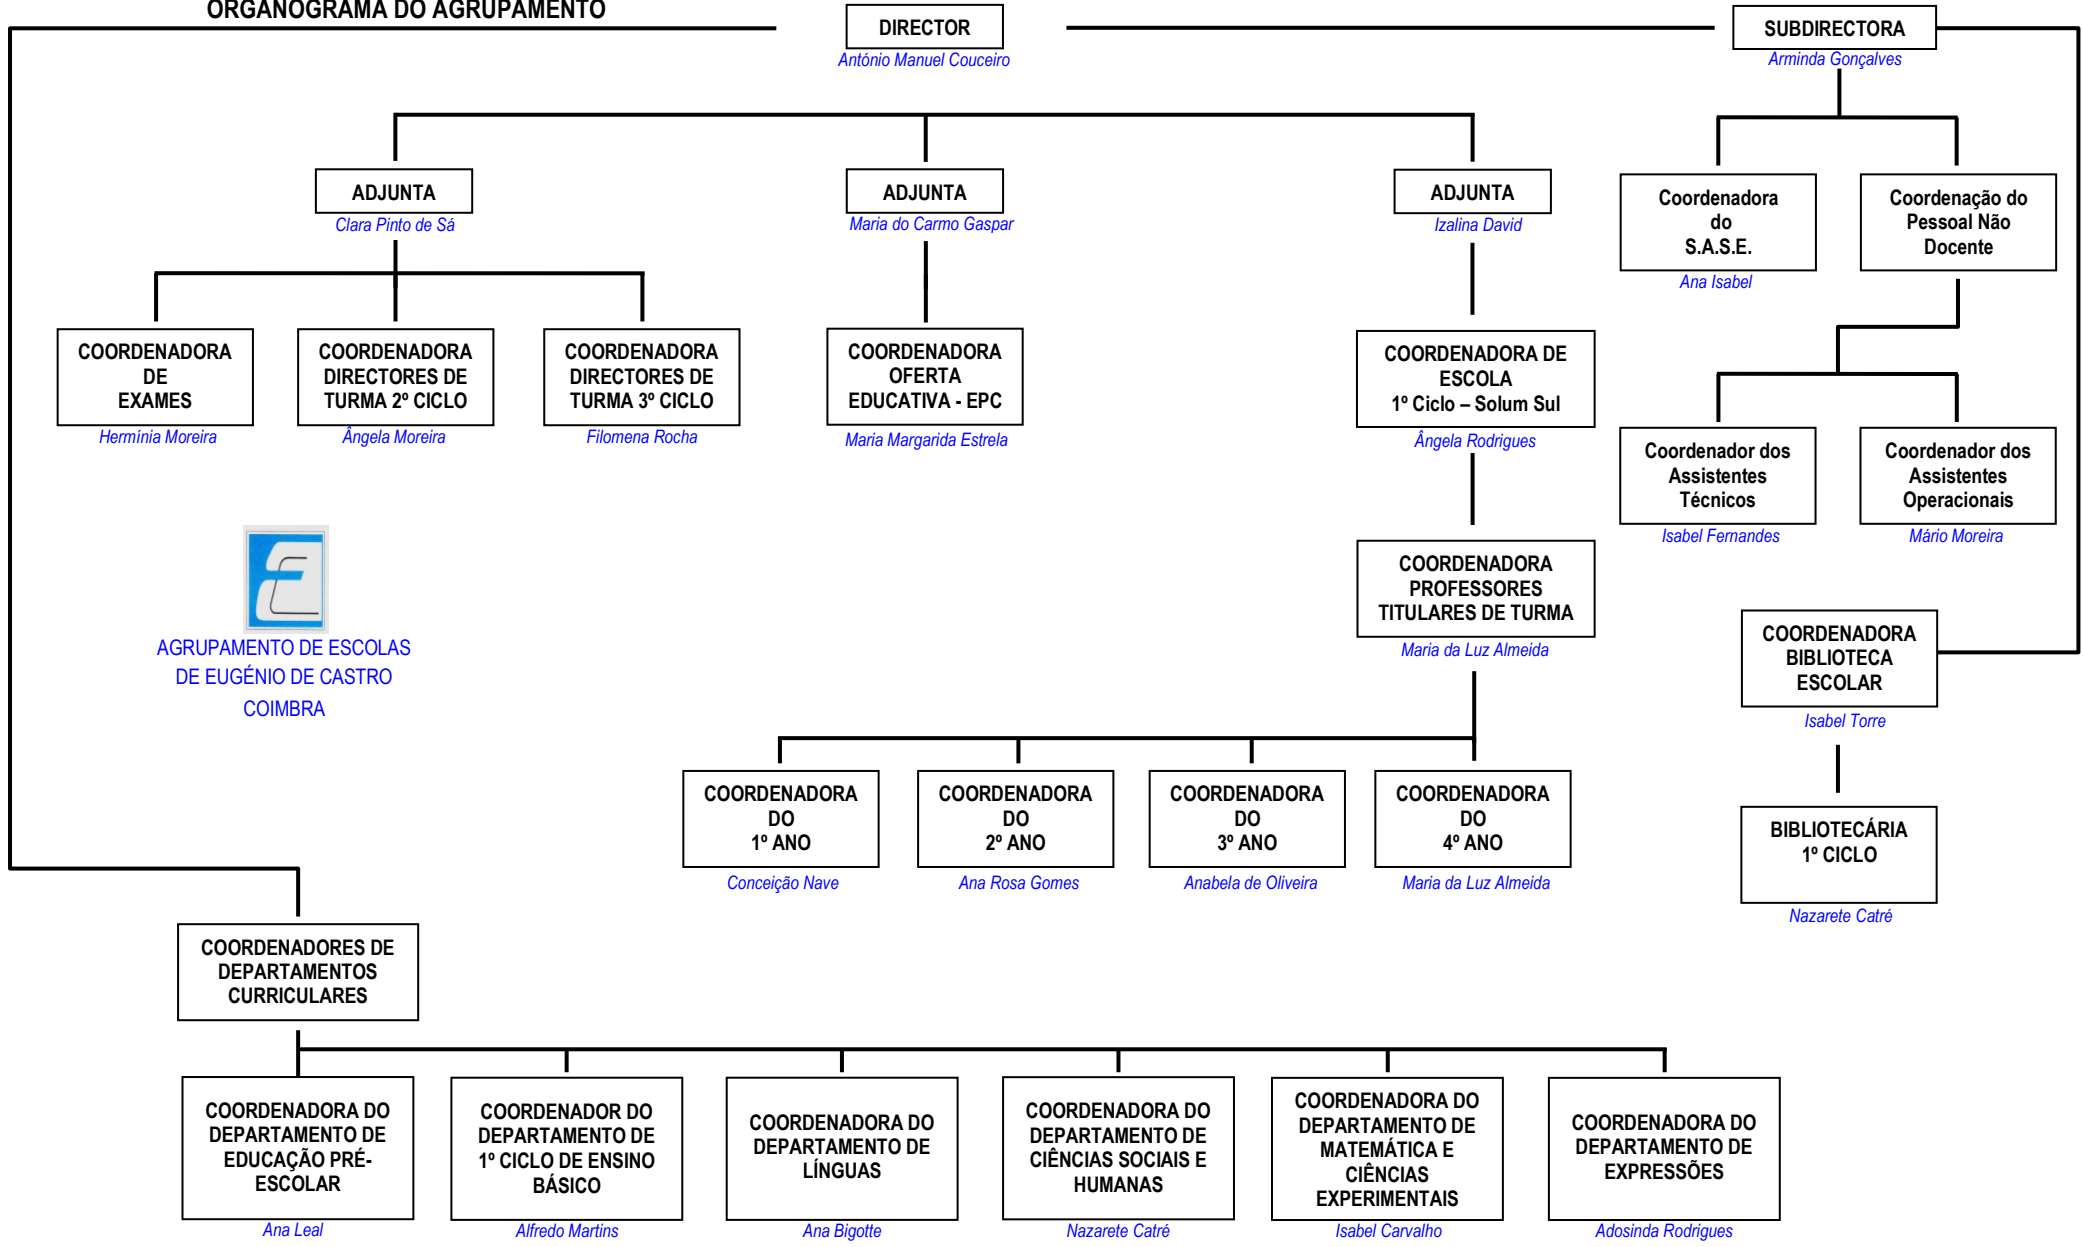 ORGANOGRAMA DO AGRUPAMENTO
DIRECTOR
António Manuel Couceiro
SUBDIRECTORA
Arminda Gonçalves
ADJUNTA
Clara Pinto de Sá
ADJUNTA
Maria do Carmo Gaspar
ADJUNTA
Izalina David
Coordenadora
do
S.A.S.E.
Ana Isabel
Coordenação do
Pessoal Não
Docente
COORDENADORA
DE
EXAMES
Hermínia Moreira
COORDENADORA
DIRECTORES DE
TURMA 2º CICLO
Ângela Moreira
COORDENADORA
DIRECTORES DE
TURMA 3º CICLO
Filomena Rocha
COORDENADORA
OFERTA
EDUCATIVA - EPC
Maria Margarida Estrela
COORDENADORA DE
ESCOLA
1º Ciclo – Solum Sul
Ângela Rodrigues
Coordenador dos
Assistentes
Técnicos
Isabel Fernandes
Coordenador dos
Assistentes
Operacionais
Mário Moreira
AGRUPAMENTO DE ESCOLAS
DE EUGÉNIO DE CASTRO
COIMBRA
COORDENADORA
PROFESSORES
TITULARES DE TURMA
Maria da Luz Almeida
COORDENADORA
BIBLIOTECA
ESCOLAR
Isabel Torre
COORDENADORA
DO
1º ANO
Conceição Nave
COORDENADORA
DO
2º ANO
Ana Rosa Gomes
COORDENADORA
DO
3º ANO
Anabela de Oliveira
COORDENADORA
DO
4º ANO
Maria da Luz Almeida
BIBLIOTECÁRIA
1º CICLO
Nazarete Catré
COORDENADORES DE
DEPARTAMENTOS
CURRICULARES
COORDENADORA DO
DEPARTAMENTO DE
EDUCAÇÃO PRÉ-
ESCOLAR
Ana Leal
COORDENADOR DO
DEPARTAMENTO DE
1º CICLO DE ENSINO
BÁSICO
Alfredo Martins
COORDENADORA DO
DEPARTAMENTO DE
LÍNGUAS
Ana Bigotte
COORDENADORA DO
DEPARTAMENTO DE
CIÊNCIAS SOCIAIS E
HUMANAS
Nazarete Catré
COORDENADORA DO
DEPARTAMENTO DE
MATEMÁTICA E
CIÊNCIAS
EXPERIMENTAIS
Isabel Carvalho
COORDENADORA DO
DEPARTAMENTO DE
EXPRESSÕES
Adosinda Rodrigues